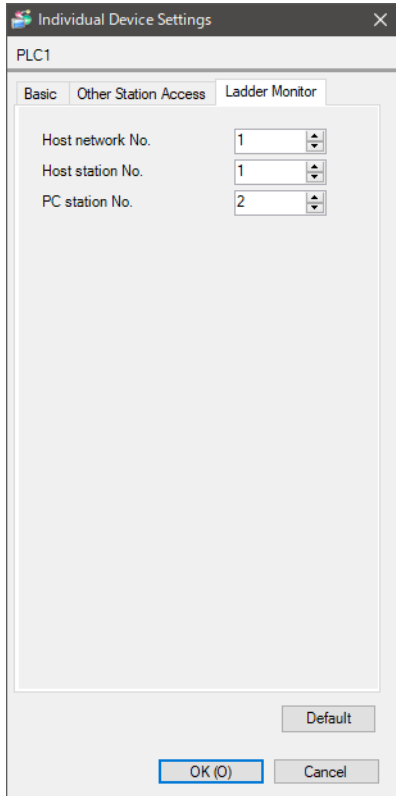 Individual Device Settings
PLC1
Basic Other Station Access Ladder Monitor
Host network No. 1
Host station No. 1
PC station No. 2
Default
OK (O) Cancel